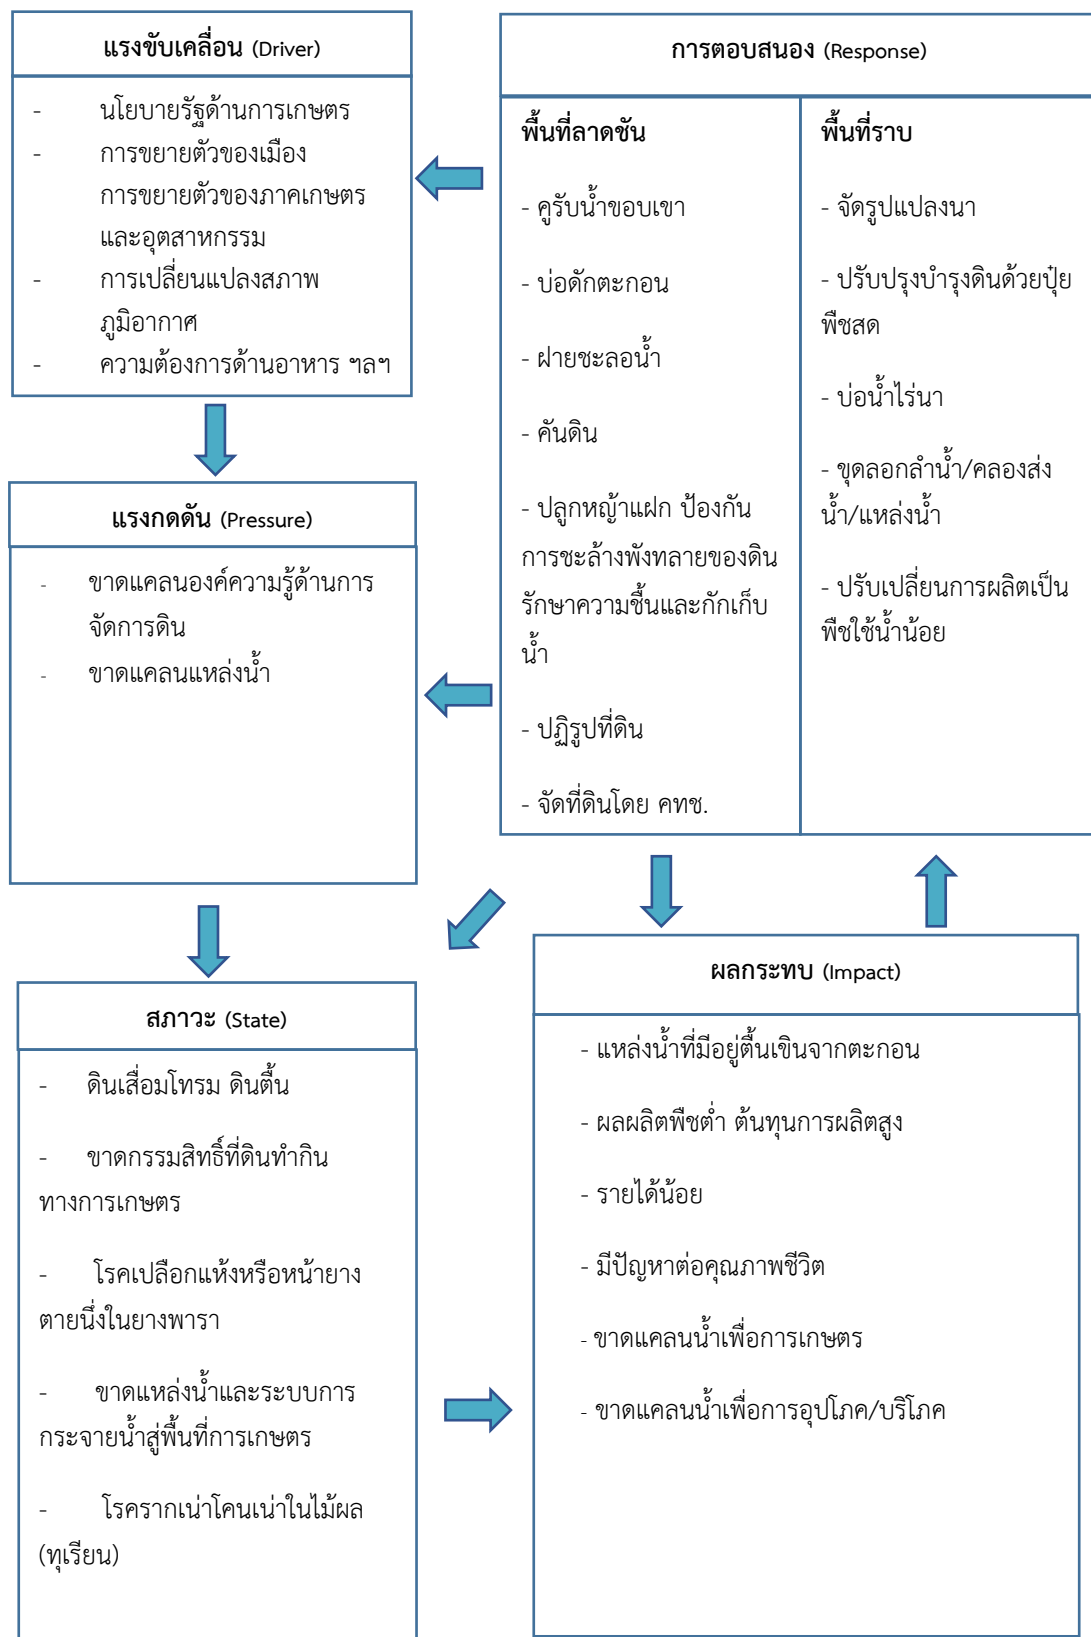 แรงขับเคลื่อน (Driver)
- นโยบายรัฐด้านการเกษตร
- การขยายตัวของเมือง
การขยายตัวของภาคเกษตร
และอุตสาหกรรม
- การเปลี่ยนแปลงสภาพ
ภูมิอากาศ
- ความต้องการด้านอาหาร ฯลฯ
การตอบสนอง (Response)
พื้นที่ลาดชัน
- คูรับน้ำขอบเขา
- บ่อดักตะกอน
- ฝายชะลอน้ำ
- คันดิน
- ปลูกหญ้าแฝก ป้องกัน
การชะล้างพังทลายของดิน
รักษาความชื้นและกักเก็บ
น้ำ
- ปฏิรูปที่ดิน
- จัดที่ดินโดย คทช.
พื้นที่ราบ
- จัดรูปแปลงนา
- ปรับปรุงบำรุงดินด้วยปุ๋ย
พืชสด
- บ่อน้ำไร่นา
- ขุดลอกลำน้ำ/คลองส่ง
น้ำ/แหล่งน้ำ
- ปรับเปลี่ยนการผลิตเป็น
พืชใช้น้ำน้อย
แรงกดดัน (Pressure)
- ขาดแคลนองค์ความรู้ด้านการ
จัดการดิน
- ขาดแคลนแหล่งน้ำ
สภาวะ (State)
- ดินเสื่อมโทรม ดินตื้น
- ขาดกรรมสิทธิ์ที่ดินทำกิน
ทางการเกษตร
- โรคเปลือกแห้งหรือหน้ายาง
ตายนึ่งในยางพารา
- ขาดแหล่งน้ำและระบบการ
กระจายน้ำสู่พื้นที่การเกษตร
- โรครากเน่าโคนเน่าในไม้ผล
(ทุเรียน)
ผลกระทบ (Impact)
- แหล่งน้ำที่มีอยู่ตื้นเขินจากตะกอน
- ผลผลิตพืชต่ำ ต้นทุนการผลิตสูง
- รายได้น้อย
- มีปัญหาต่อคุณภาพชีวิต
- ขาดแคลนน้ำเพื่อการเกษตร
- ขาดแคลนน้ำเพื่อการอุปโภค/บริโภค